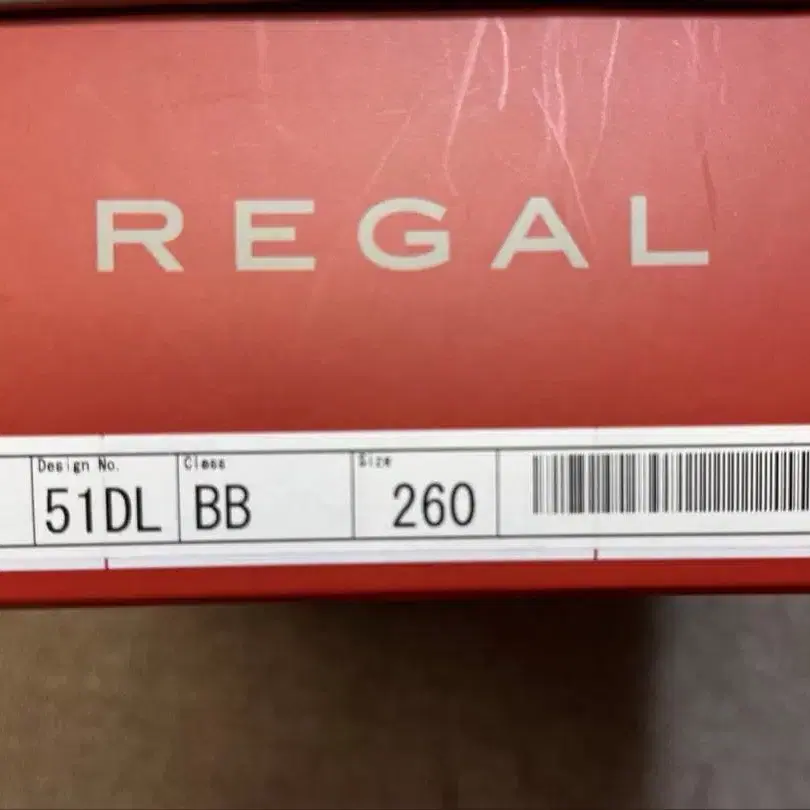 REGAL
Design No. Class Size
51DL BB 260